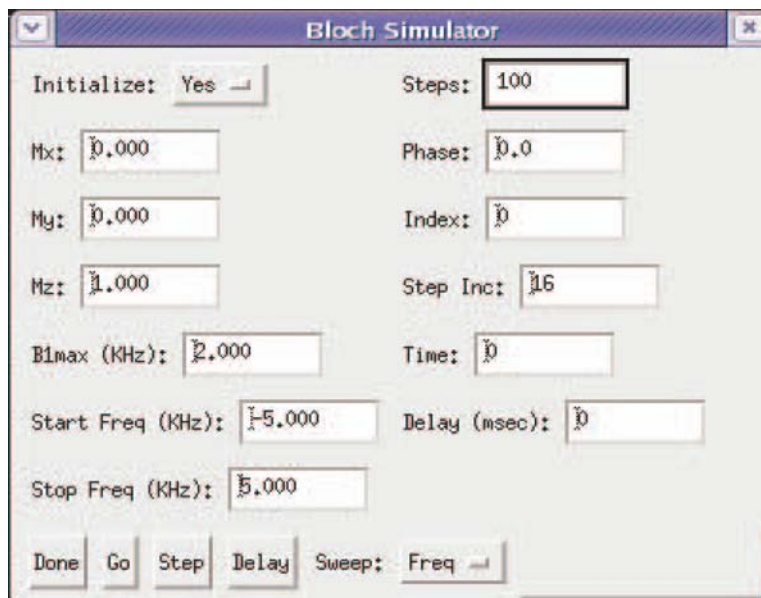 Bloch Simulator
Initialize: Yes Steps: 100
Mx: 0.000 Phase: 0.0
My: 0.000 Index: 0
Mz: 1.000 Step Inc: 16
B1max (KHz): 2.000 Time: 0
Start Freq (KHz): -5.000 Delay (msec): 0
Stop Freq (KHz): 5.000
Done Go Step Delay Sweep: Freq